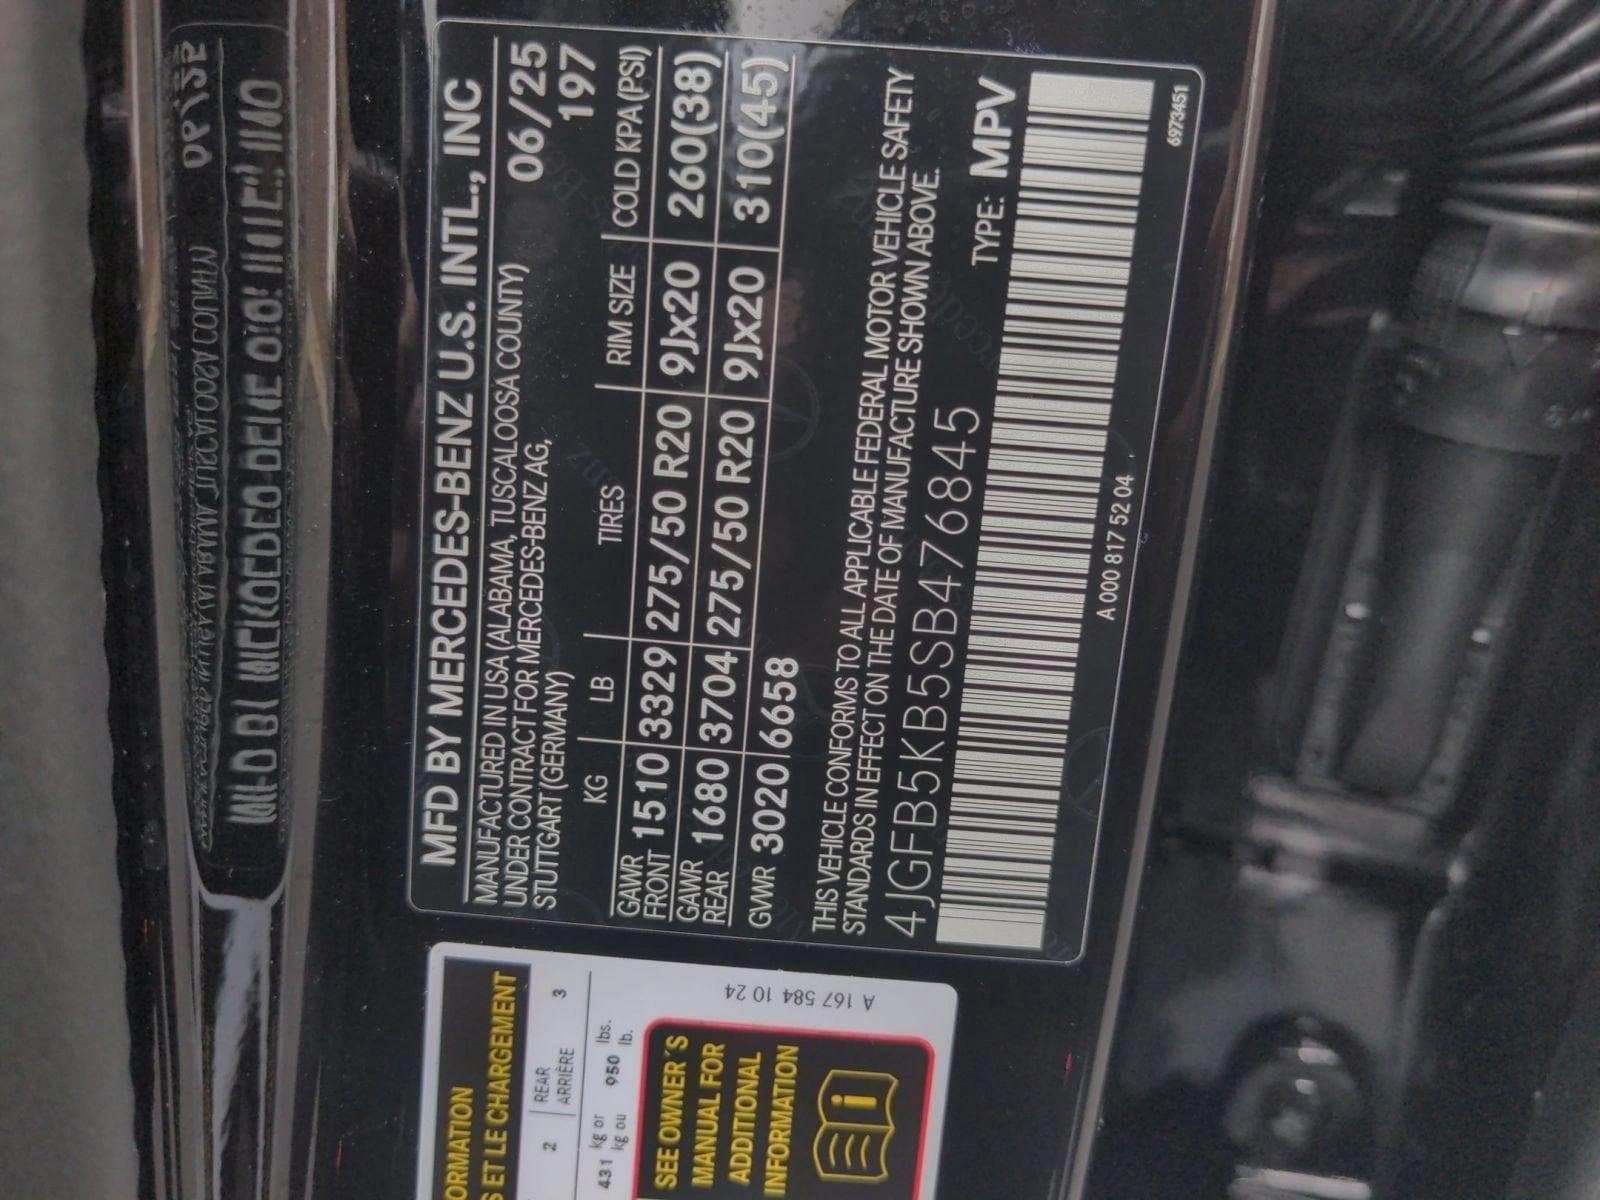 MFD BY MERCEDES-BENZ U.S. INTL., INC
MANUFACTURED IN USA (ALABAMA, TUSCALOOSA COUNTY) 06/25
UNDER CONTRACT FOR MERCEDES-BENZ AG, 197
STUTTGART (GERMANY)
KG LB TIRES RIM SIZE COLD KPA(PSI)
GAWR
FRONT 1510 3329 275/50 R20 9Jx20 260(38)
GAWR
REAR 1680 3704 275/50 R20 9Jx20 310(45)
GVWR 3020 6658
THIS VEHICLE CONFORMS TO ALL APPLICABLE FEDERAL MOTOR VEHICLE SAFETY
STANDARDS IN EFFECT ON THE DATE OF MANUFACTURE SHOWN ABOVE.
4JGFB5KB5SB476845 TYPE: MPV
A 000 817 52 04
6973451
ORMATION
S ET LE CHARGEMENT
2 REAR 3
ARRIÈRE
431 kg or 950 lbs.
kg ou lb.
SEE OWNER'S
MANUAL FOR
ADDITIONAL
INFORMATION
i
A 167 584 10 24